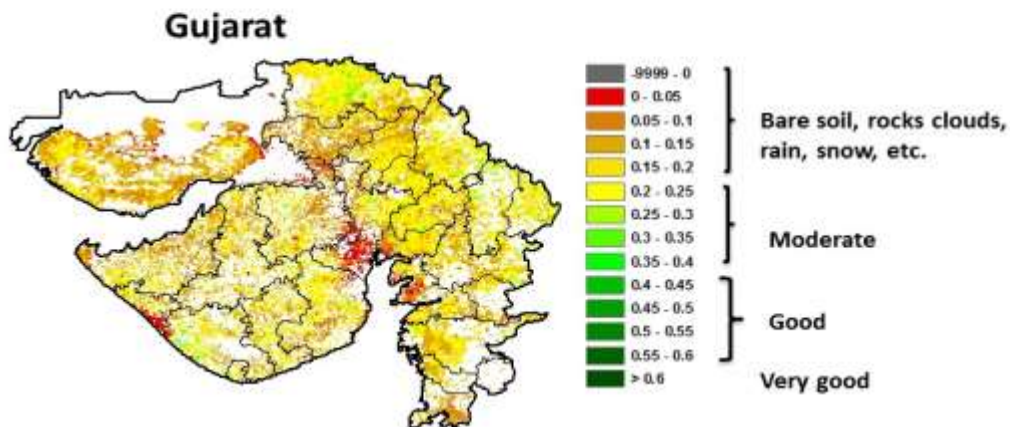 Gujarat
-9999 - 0
0 - 0.05
0.05 - 0.1
0.1 - 0.15
0.15 - 0.2
0.2 - 0.25
0.25 - 0.3
0.3 - 0.35
0.35 - 0.4
0.4 - 0.45
0.45 - 0.5
0.5 - 0.55
0.55 - 0.6
> 0.6
Bare soil, rocks clouds,
rain, snow, etc.
Moderate
Good
Very good